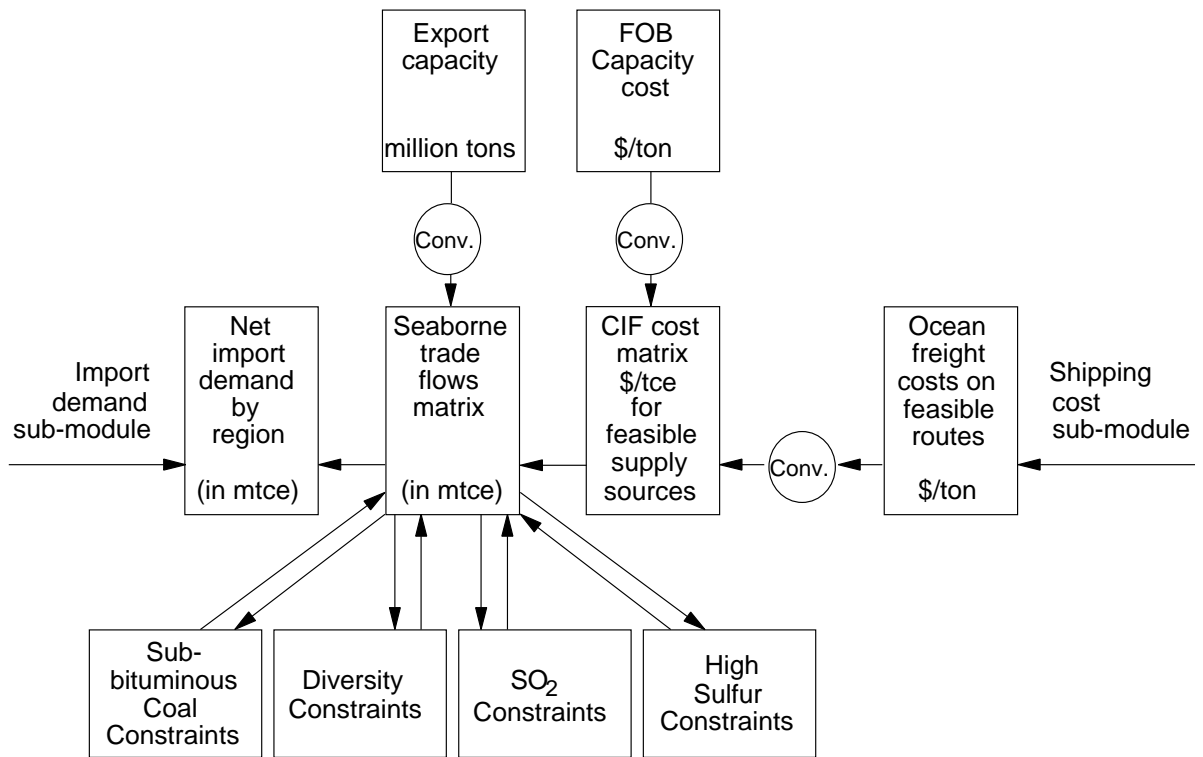 Export
capacity
million tons
FOB
Capacity
cost
$/ton
Conv.
Conv.
Import
demand
sub-module
Net
import
demand
by
region
(in mtce)
Seaborne
trade
flows
matrix
(in mtce)
CIF cost
matrix
$/tce
for
feasible
supply
sources
Conv.
Ocean
freight
costs on
feasible
routes
$/ton
Shipping
cost
sub-module
Sub-
bituminous
Coal
Constraints
Diversity
Constraints
SO2
Constraints
High
Sulfur
Constraints